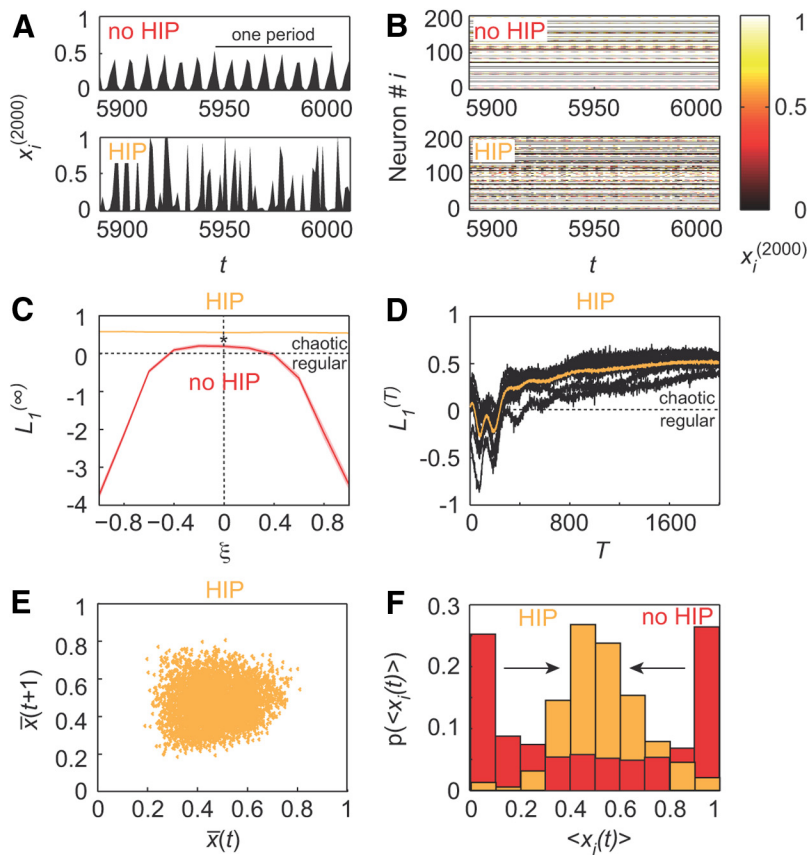 A
no HIP
one period
1
0.5
0
5900
5950
6000
HIP
1
0.5
0
5900
5950
6000
x_i^(2000)
t
B
no HIP
200
100
0
5900
5950
6000
HIP
200
100
0
5900
5950
6000
Neuron # i
t
1
0.5
0
x_i^(2000)
C
HIP
1
0
-1
-2
-3
-4
*
chaotic
regular
no HIP
L_1^(∞)
−0.8
−0.4
0
0.4
0.8
ξ
D
HIP
1
0.5
0
-0.5
-1
chaotic
regular
L_1^(T)
0
800
1600
T
E
HIP
1
0.8
0.6
0.4
0.2
0
x̄(t+1)
0
0.2
0.4
0.6
0.8
1
x̄(t)
F
HIP
no HIP
0.3
0.2
0.1
0
p(<x_i(t)>)
0
0.2
0.4
0.6
0.8
1
<x_i(t)>